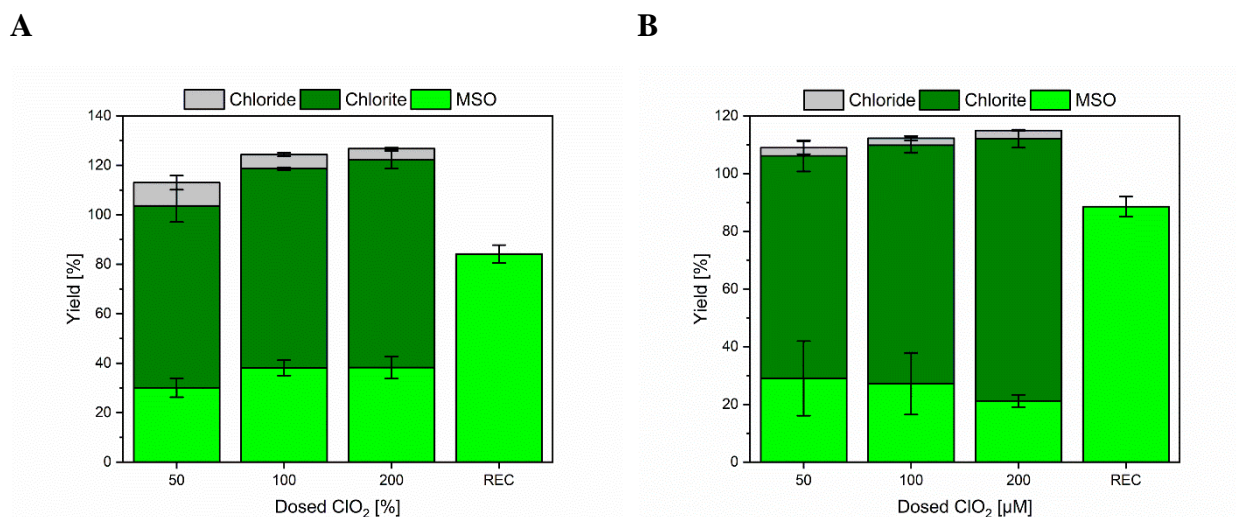 A
Chloride Chlorite MSO
140
120
100
80
60
40
20
0
Yield [%]
50 100 200 REC
Dosed ClO₂ [%]
B
Chloride Chlorite MSO
120
100
80
60
40
20
0
Yield [%]
50 100 200 REC
Dosed ClO₂ [µM]